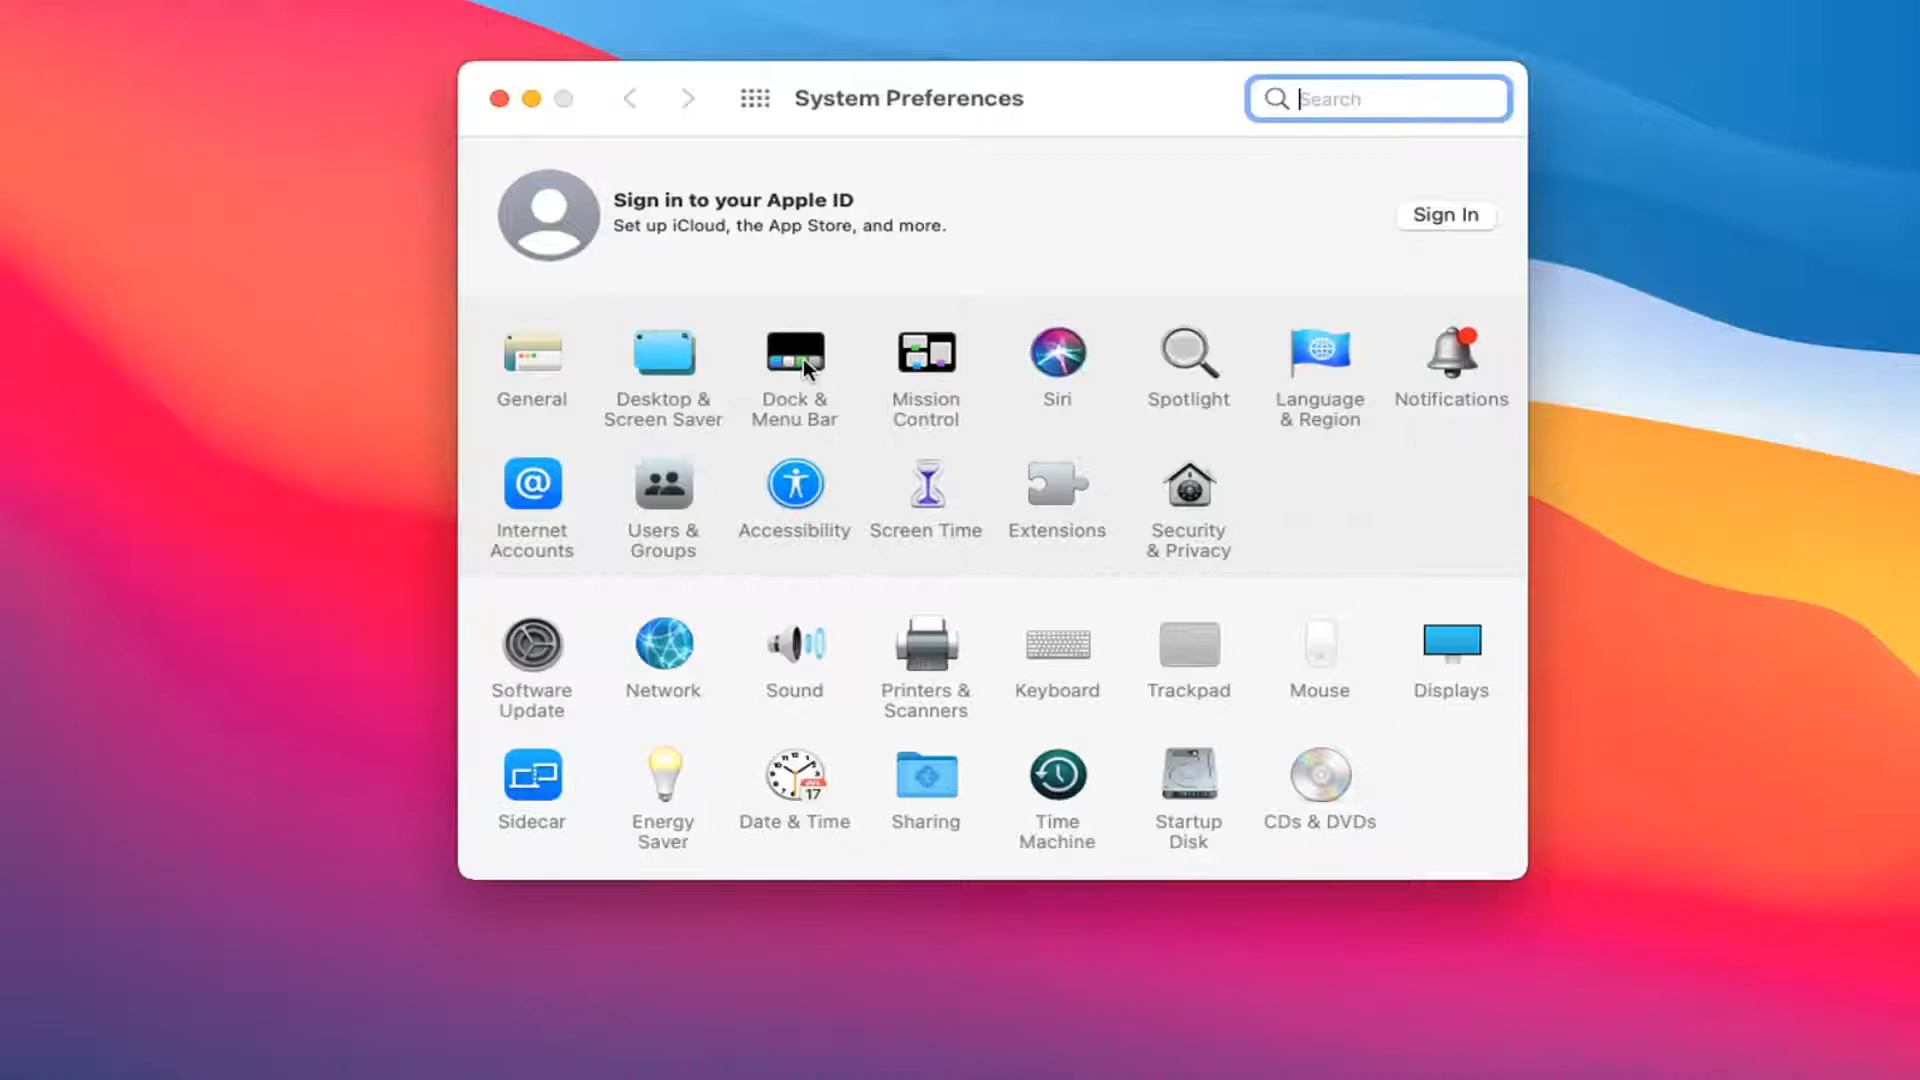 System Preferences
Search
Sign in to your Apple ID
Set up iCloud, the App Store, and more.
Sign In
General
Desktop &
Screen Saver
Dock &
Menu Bar
Mission
Control
Siri
Spotlight
Language
& Region
Notifications
Internet
Accounts
Users &
Groups
Accessibility
Screen Time
Extensions
Security
& Privacy
Software
Update
Network
Sound
Printers &
Scanners
Keyboard
Trackpad
Mouse
Displays
Sidecar
Energy
Saver
JUL
17
Date & Time
Sharing
Time
Machine
Startup
Disk
CDs & DVDs